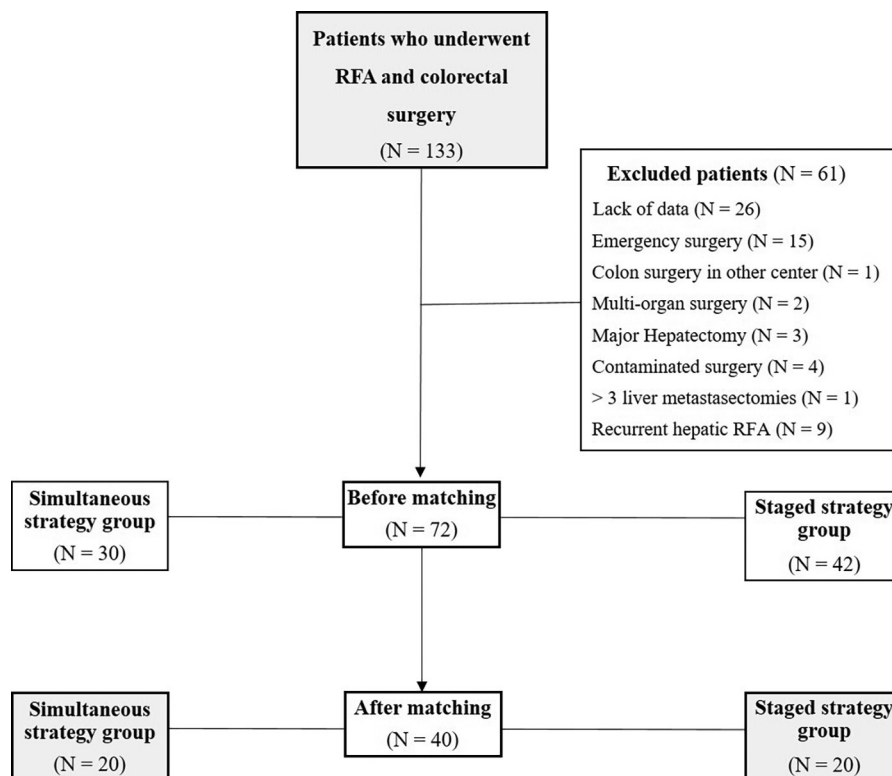 Patients who underwent
RFA and colorectal
surgery
(N = 133)
Excluded patients (N = 61)
Lack of data (N = 26)
Emergency surgery (N = 15)
Colon surgery in other center (N = 1)
Multi-organ surgery (N = 2)
Major Hepatectomy (N = 3)
Contaminated surgery (N = 4)
> 3 liver metastasectomies (N = 1)
Recurrent hepatic RFA (N = 9)
Simultaneous
strategy group
(N = 30)
Before matching
(N = 72)
Staged strategy
group
(N = 42)
Simultaneous
strategy group
(N = 20)
After matching
(N = 40)
Staged strategy
group
(N = 20)